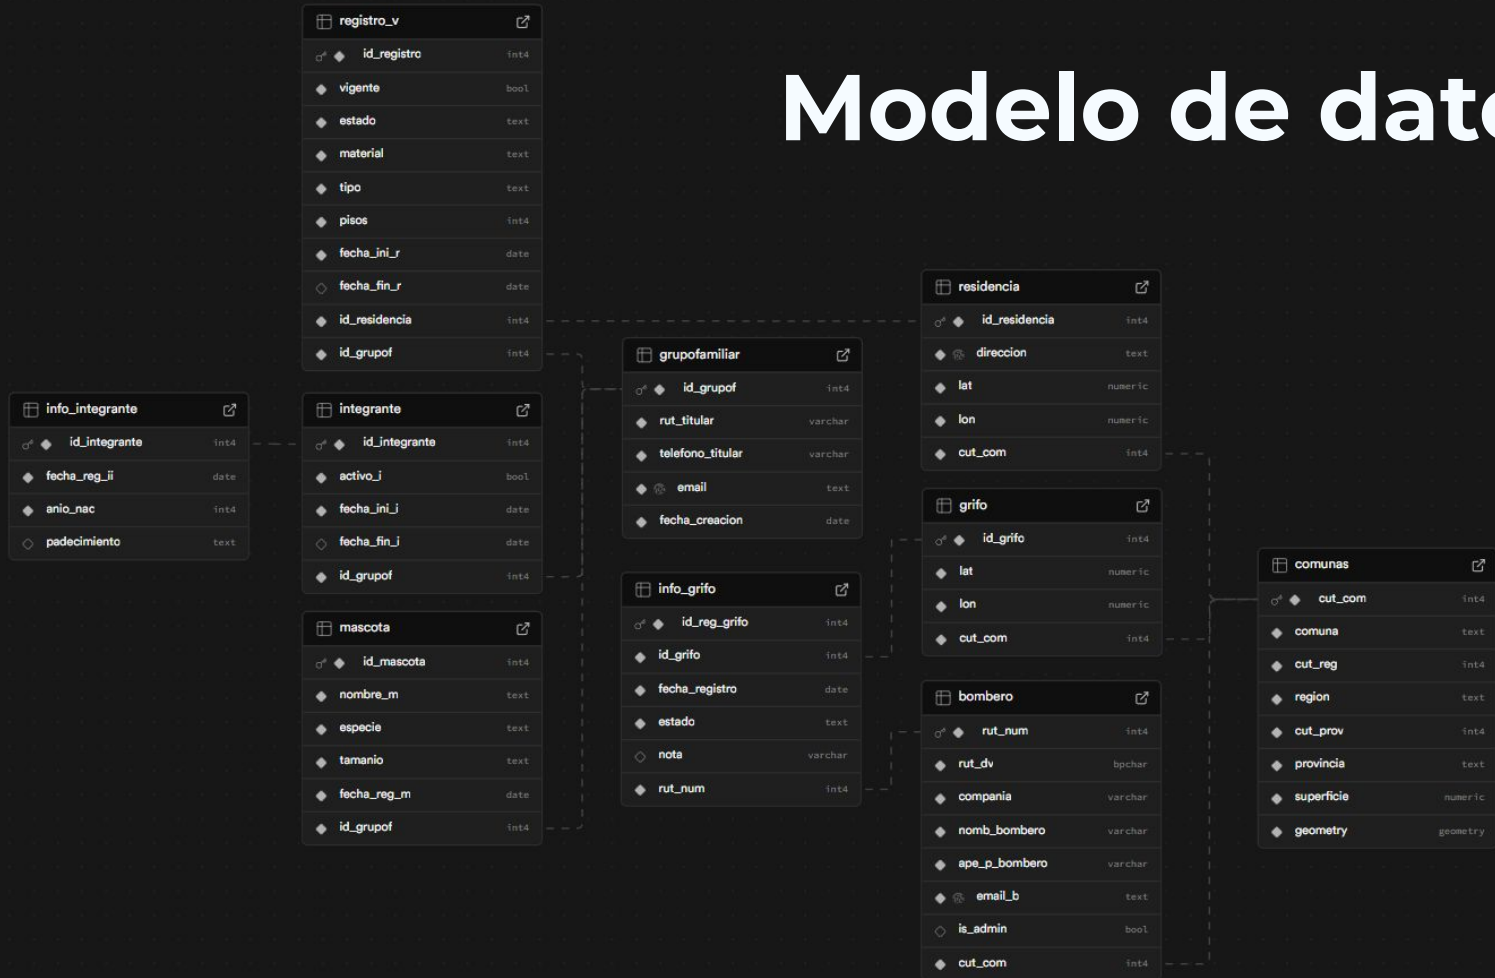 Modelo de dato
registro_v
id_registro int4
vigente bool
estado text
material text
tipo text
pisos int4
fecha_ini_r date
fecha_fin_r date
id_residencia int4
id_grupof int4
info_integrante
id_integrante int4
fecha_reg_ii date
anio_nac int4
padecimiento text
integrante
id_integrante int4
activo_i bool
fecha_ini_i date
fecha_fin_i date
id_grupof int4
mascota
id_mascota int4
nombre_m text
especie text
tamanio text
fecha_reg_m date
id_grupof int4
grupofamiliar
id_grupof int4
rut_titular varchar
telefono_titular varchar
email text
fecha_creacion date
info_grifo
id_reg_grifo int4
id_grifo int4
fecha_registro date
estado text
nota varchar
rut_num int4
residencia
id_residencia int4
direccion text
lat numeric
lon numeric
cut_com int4
grifo
id_grifo int4
lat numeric
lon numeric
cut_com int4
bombero
rut_num int4
rut_dv bpchar
compania varchar
nomb_bombero varchar
ape_p_bombero varchar
email_b text
is_admin bool
cut_com int4
comunas
cut_com int4
comuna text
cut_reg int4
region text
cut_prov int4
provincia text
superficie numeric
geometry geometry